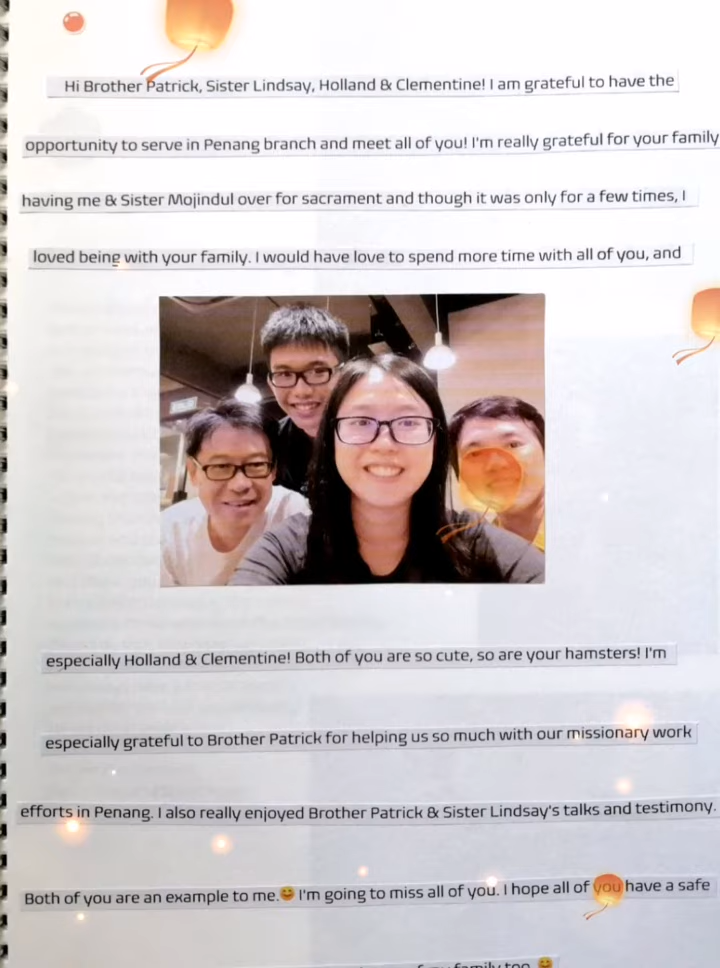 Hi Brother Patrick, Sister Lindsay, Holland & Clementine! I am grateful to have the
opportunity to serve in Penang branch and meet all of you! I'm really grateful for your family
having me & Sister Mojindul over for sacrament and though it was only for a few times, I
loved being with your family. I would have love to spend more time with all of you, and
especially Holland & Clementine! Both of you are so cute, so are your hamsters! I'm
especially grateful to Brother Patrick for helping us so much with our missionary work
efforts in Penang. I also really enjoyed Brother Patrick & Sister Lindsay's talks and testimony.
Both of you are an example to me.😄 I'm going to miss all of you. I hope all of you have a safe
family too 😄